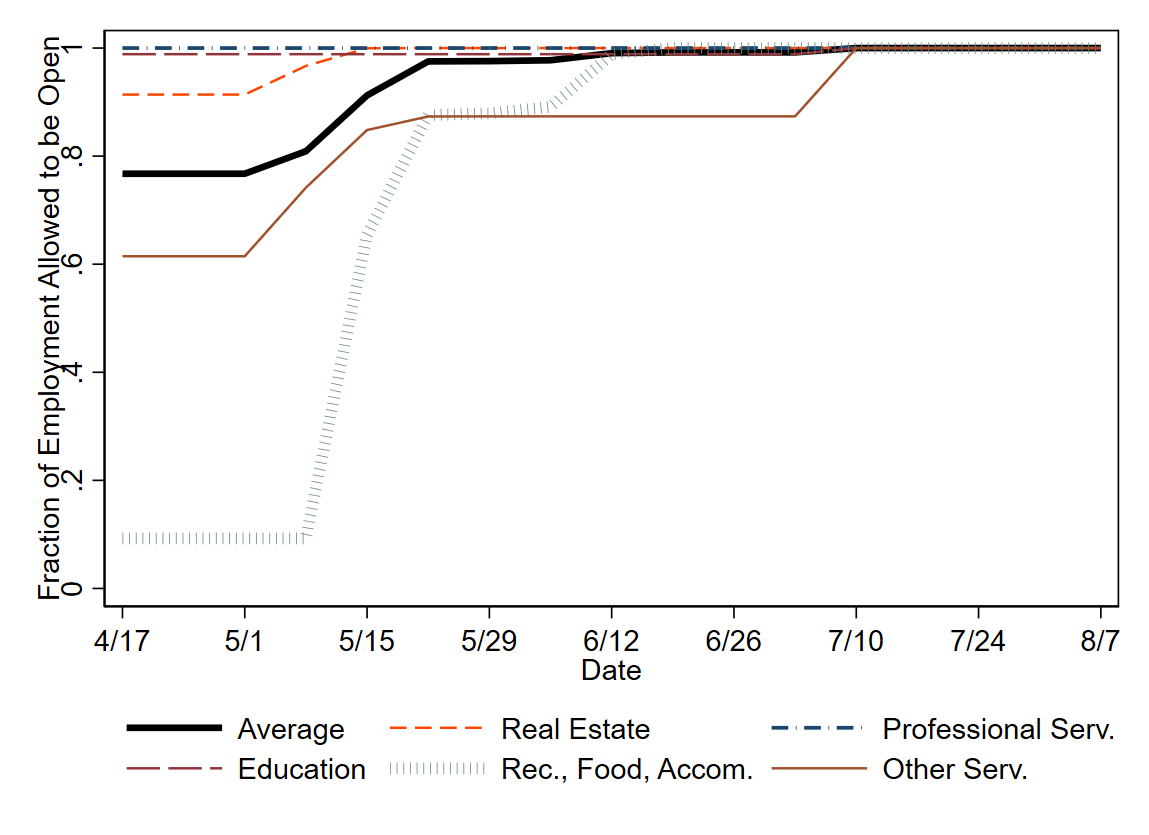 Fraction of Employment Allowed to be Open
1
.8
.6
.4
.2
0
4/17 5/1 5/15 5/29 6/12 6/26 7/10 7/24 8/7
Date
Average Real Estate Professional Serv.
Education Rec., Food, Accom. Other Serv.